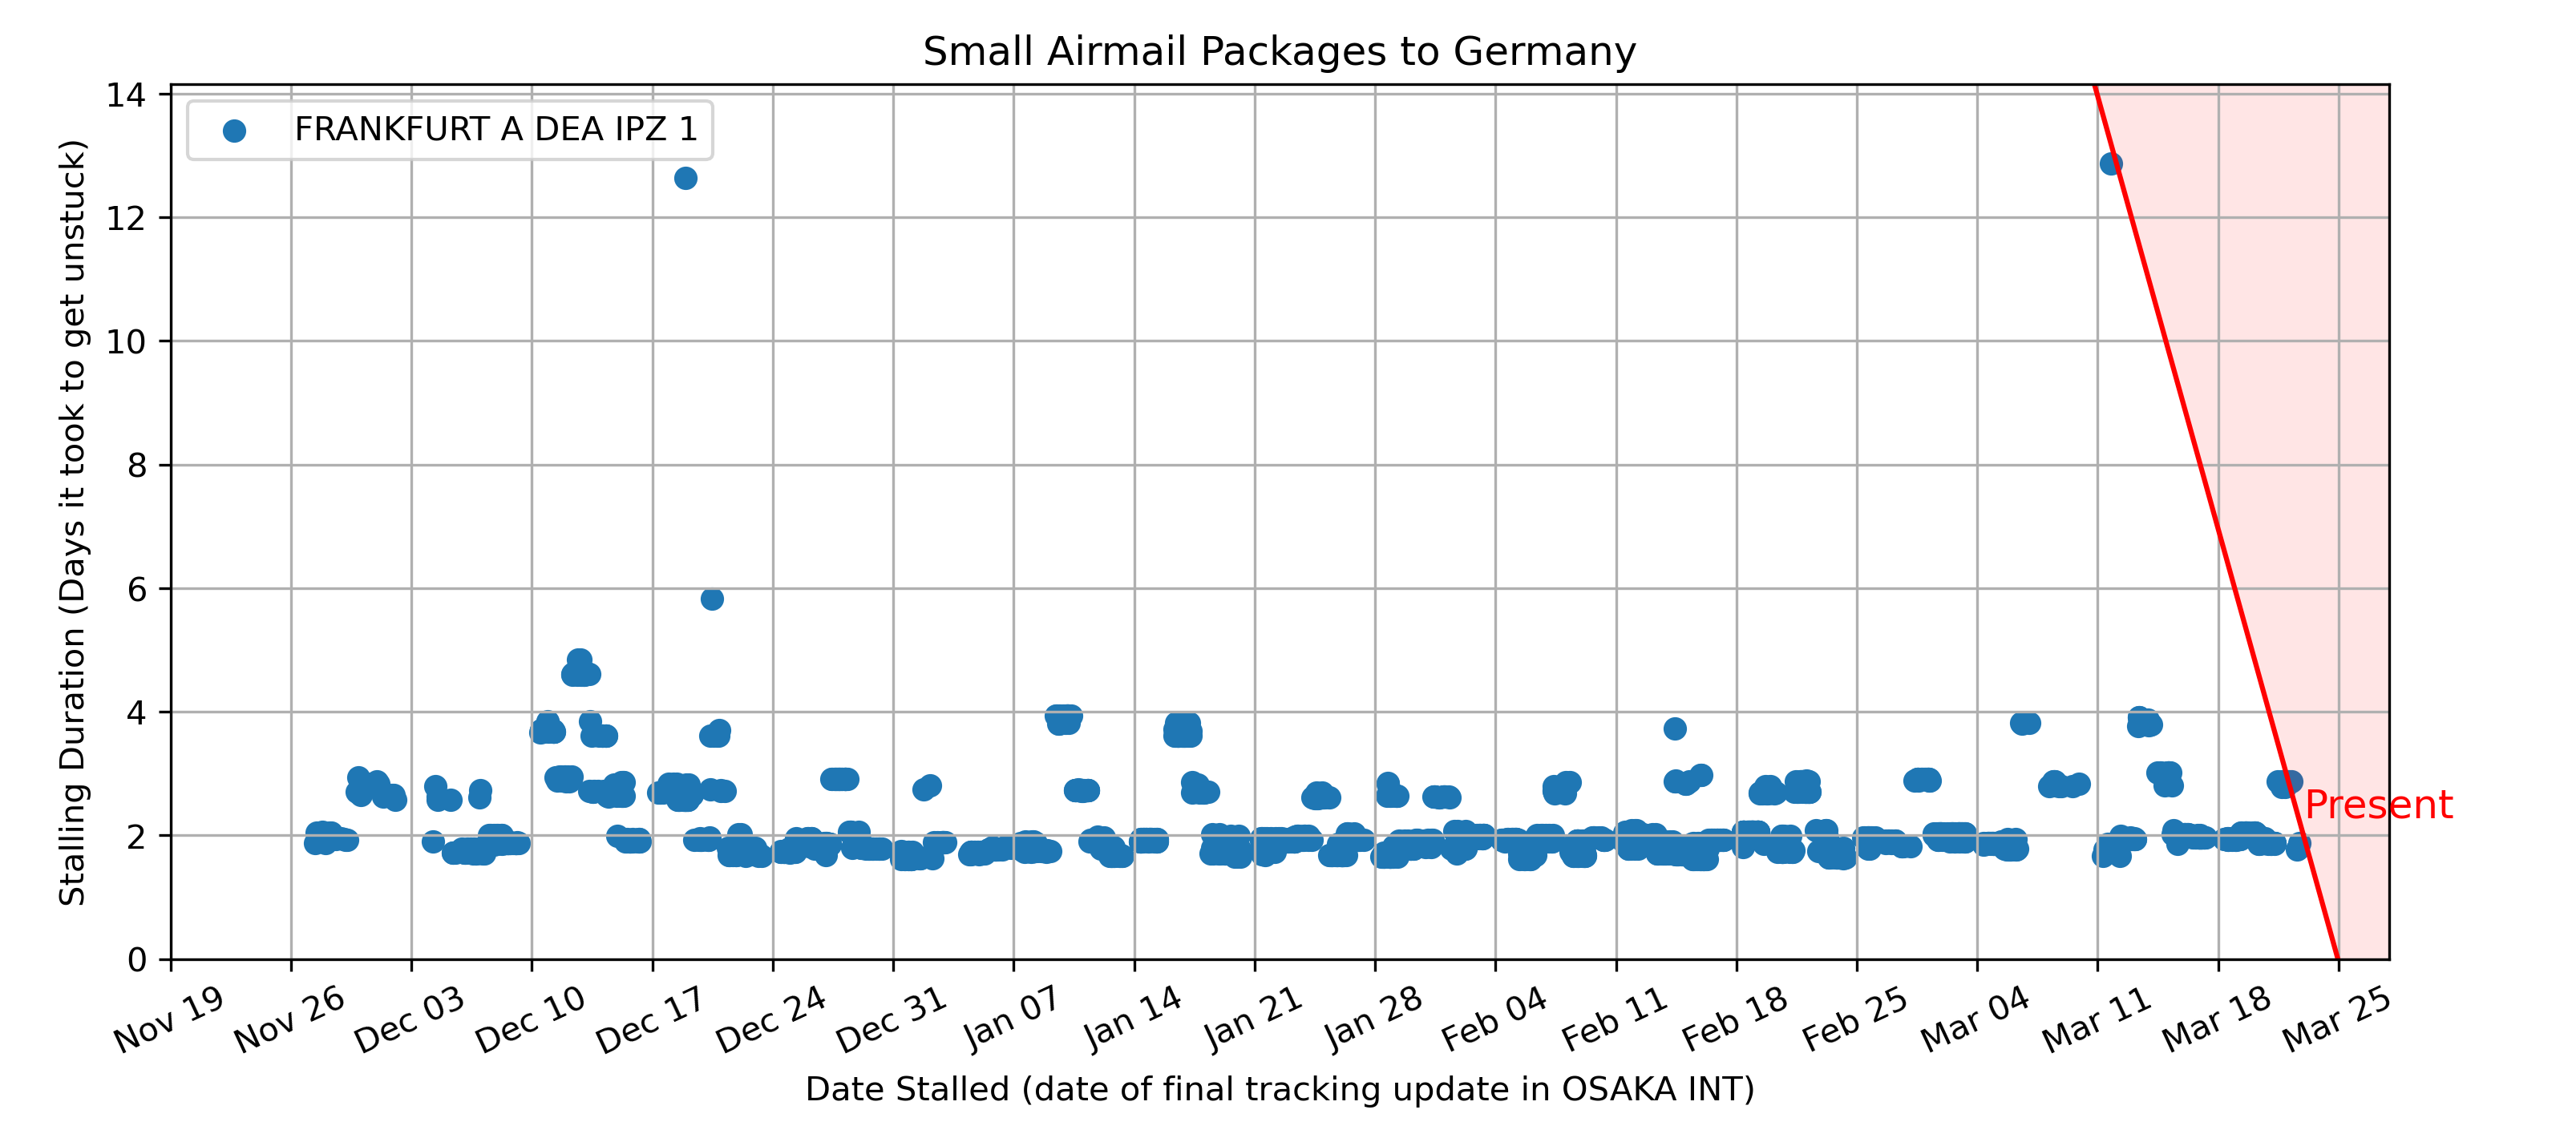 Small Airmail Packages to Germany
FRANKFURT A DEA IPZ 1
Stalling Duration (Days it took to get unstuck)
14
12
10
8
6
4
2
0
Present
Nov 19
Nov 26
Dec 03
Dec 10
Dec 17
Dec 24
Dec 31
Jan 07
Jan 14
Jan 21
Jan 28
Feb 04
Feb 11
Feb 18
Feb 25
Mar 04
Mar 11
Mar 18
Mar 25
Date Stalled (date of final tracking update in OSAKA INT)